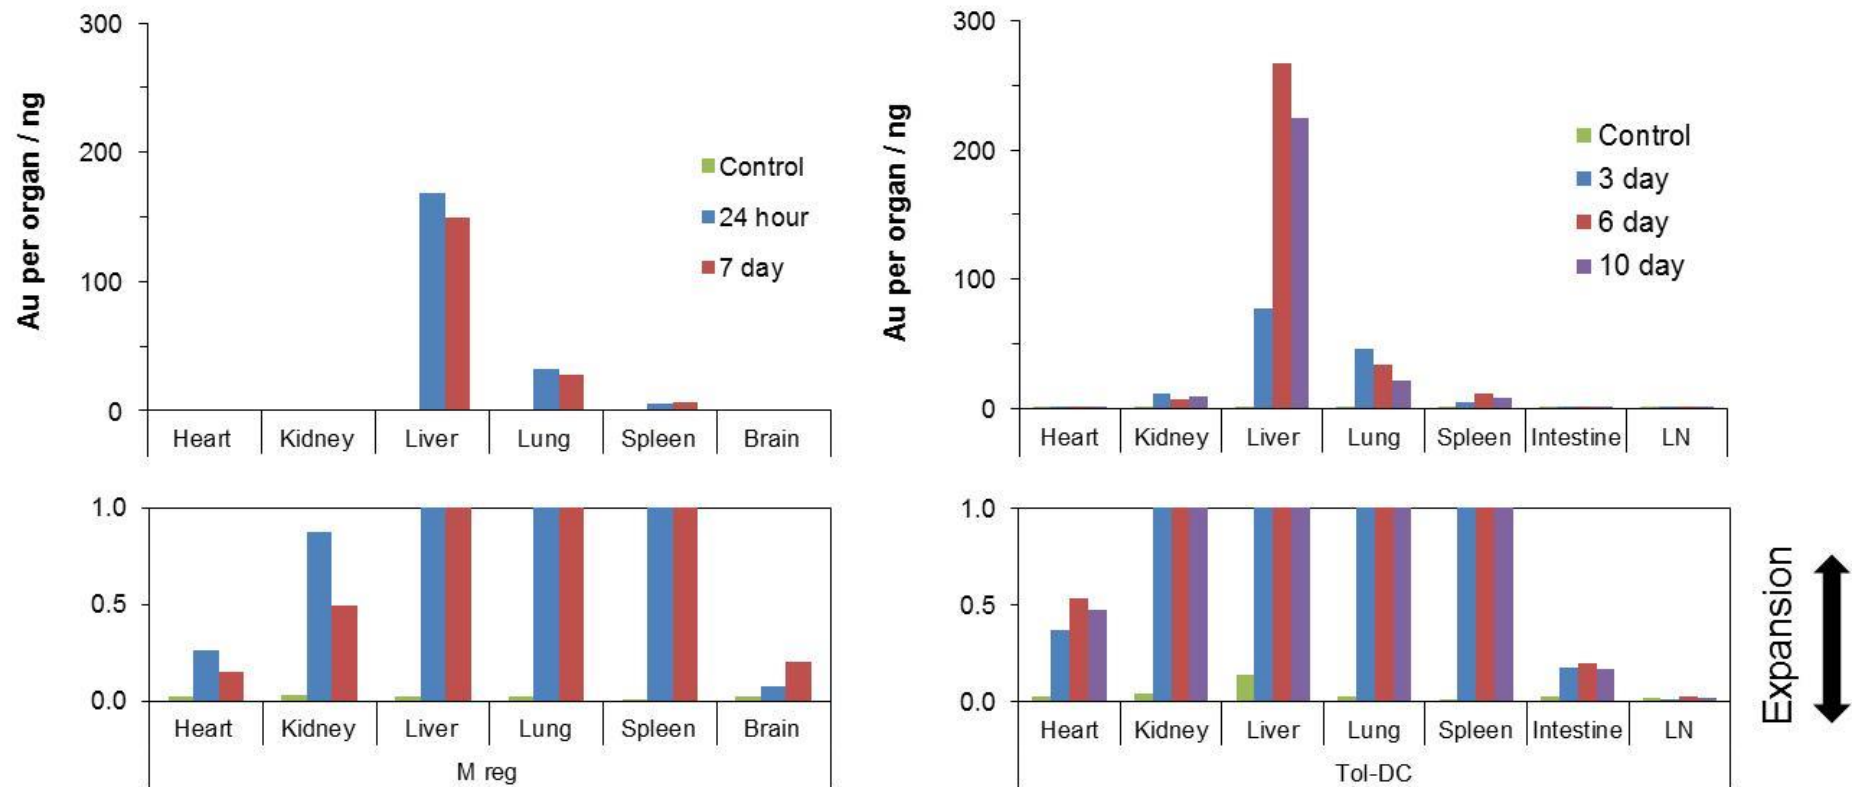 Au per organ / ng
300
200
100
0
Control
24 hour
7 day
Heart Kidney Liver Lung Spleen Brain
1.0
0.5
0.0
Heart Kidney Liver Lung Spleen Brain
M reg
Au per organ / ng
300
200
100
0
Control
3 day
6 day
10 day
Heart Kidney Liver Lung Spleen Intestine LN
1.0
0.5
0.0
Heart Kidney Liver Lung Spleen Intestine LN
Tol-DC
Expansion